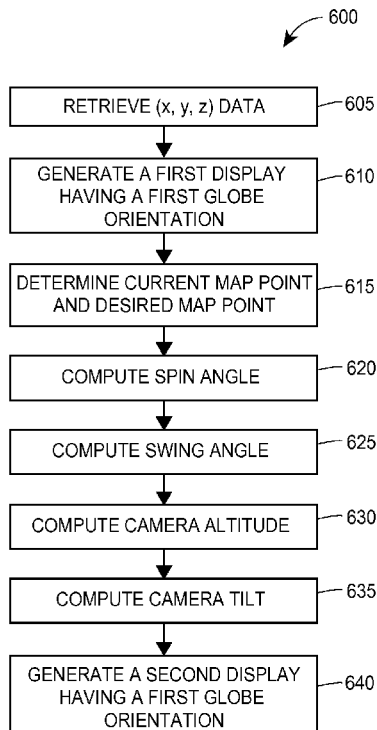 600
RETRIEVE (x, y, z) DATA
605
GENERATE A FIRST DISPLAY
HAVING A FIRST GLOBE
ORIENTATION
610
DETERMINE CURRENT MAP POINT
AND DESIRED MAP POINT
615
COMPUTE SPIN ANGLE
620
COMPUTE SWING ANGLE
625
COMPUTE CAMERA ALTITUDE
630
COMPUTE CAMERA TILT
635
GENERATE A SECOND DISPLAY
HAVING A FIRST GLOBE
ORIENTATION
640